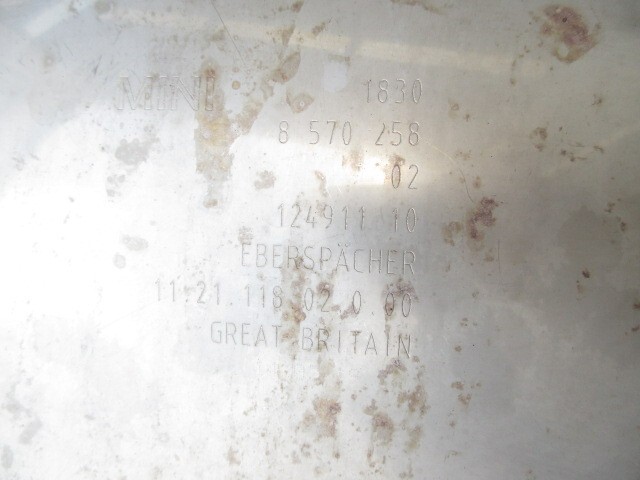 MINI 1830
8 570 258
02
124911 10
EBERSPÄCHER
11.21.118.02.0.00
GREAT BRITAIN